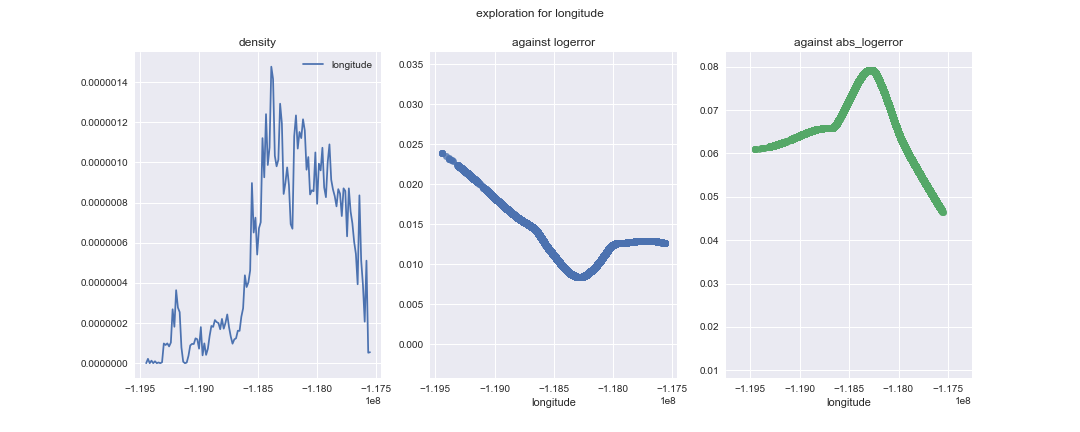 exploration for longitude
density
longitude
0.0000014
0.0000012
0.0000010
0.0000008
0.0000006
0.0000004
0.0000002
0.0000000
−1.195 −1.190 −1.185 −1.180 −1.175
1e8
against logerror
0.035
0.030
0.025
0.020
0.015
0.010
0.005
0.000
−1.195 −1.190 −1.185 −1.180 −1.175
1e8
longitude
against abs_logerror
0.08
0.07
0.06
0.05
0.04
0.03
0.02
0.01
−1.195 −1.190 −1.185 −1.180 −1.175
1e8
longitude